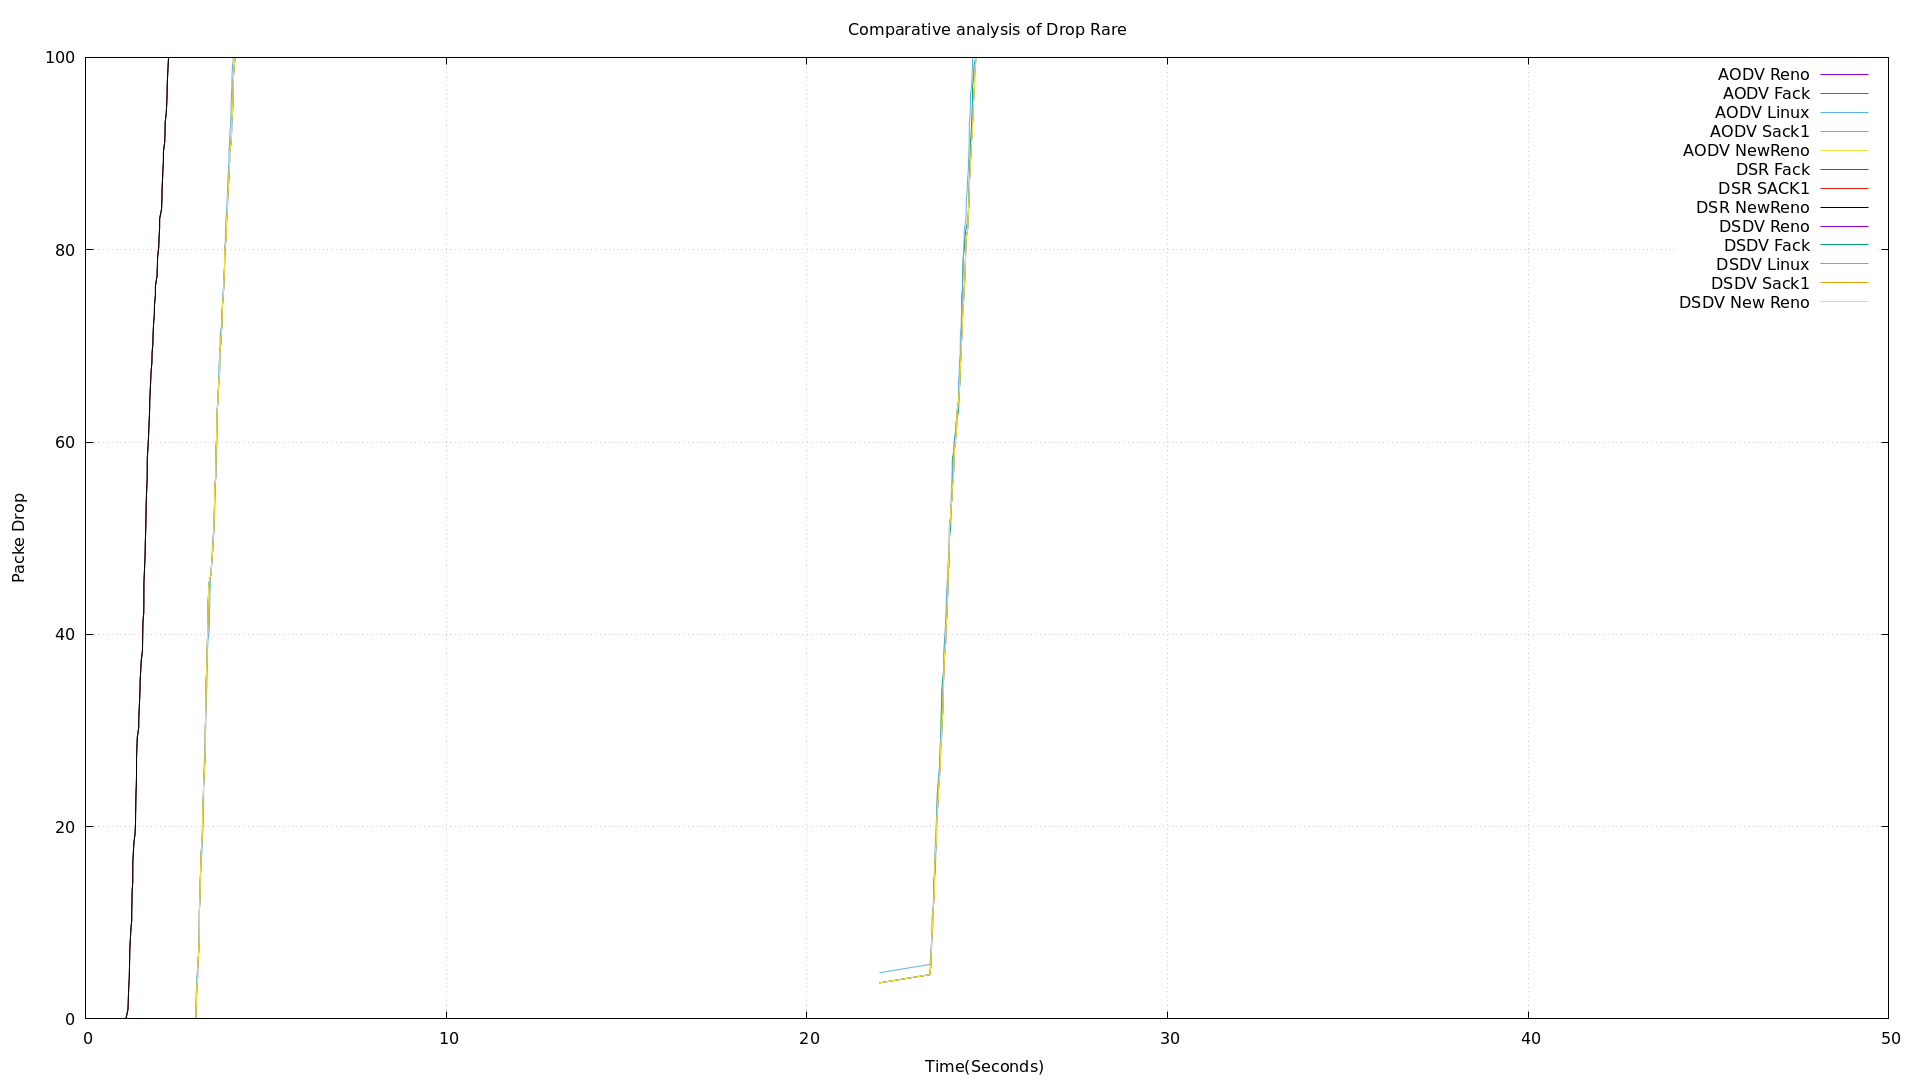 Comparative analysis of Drop Rare
100
80
60
40
20
0
Packe Drop
0 10 20 30 40 50
Time(Seconds)
AODV Reno
AODV Fack
AODV Linux
AODV Sack1
AODV NewReno
DSR Fack
DSR SACK1
DSR NewReno
DSDV Reno
DSDV Fack
DSDV Linux
DSDV Sack1
DSDV New Reno